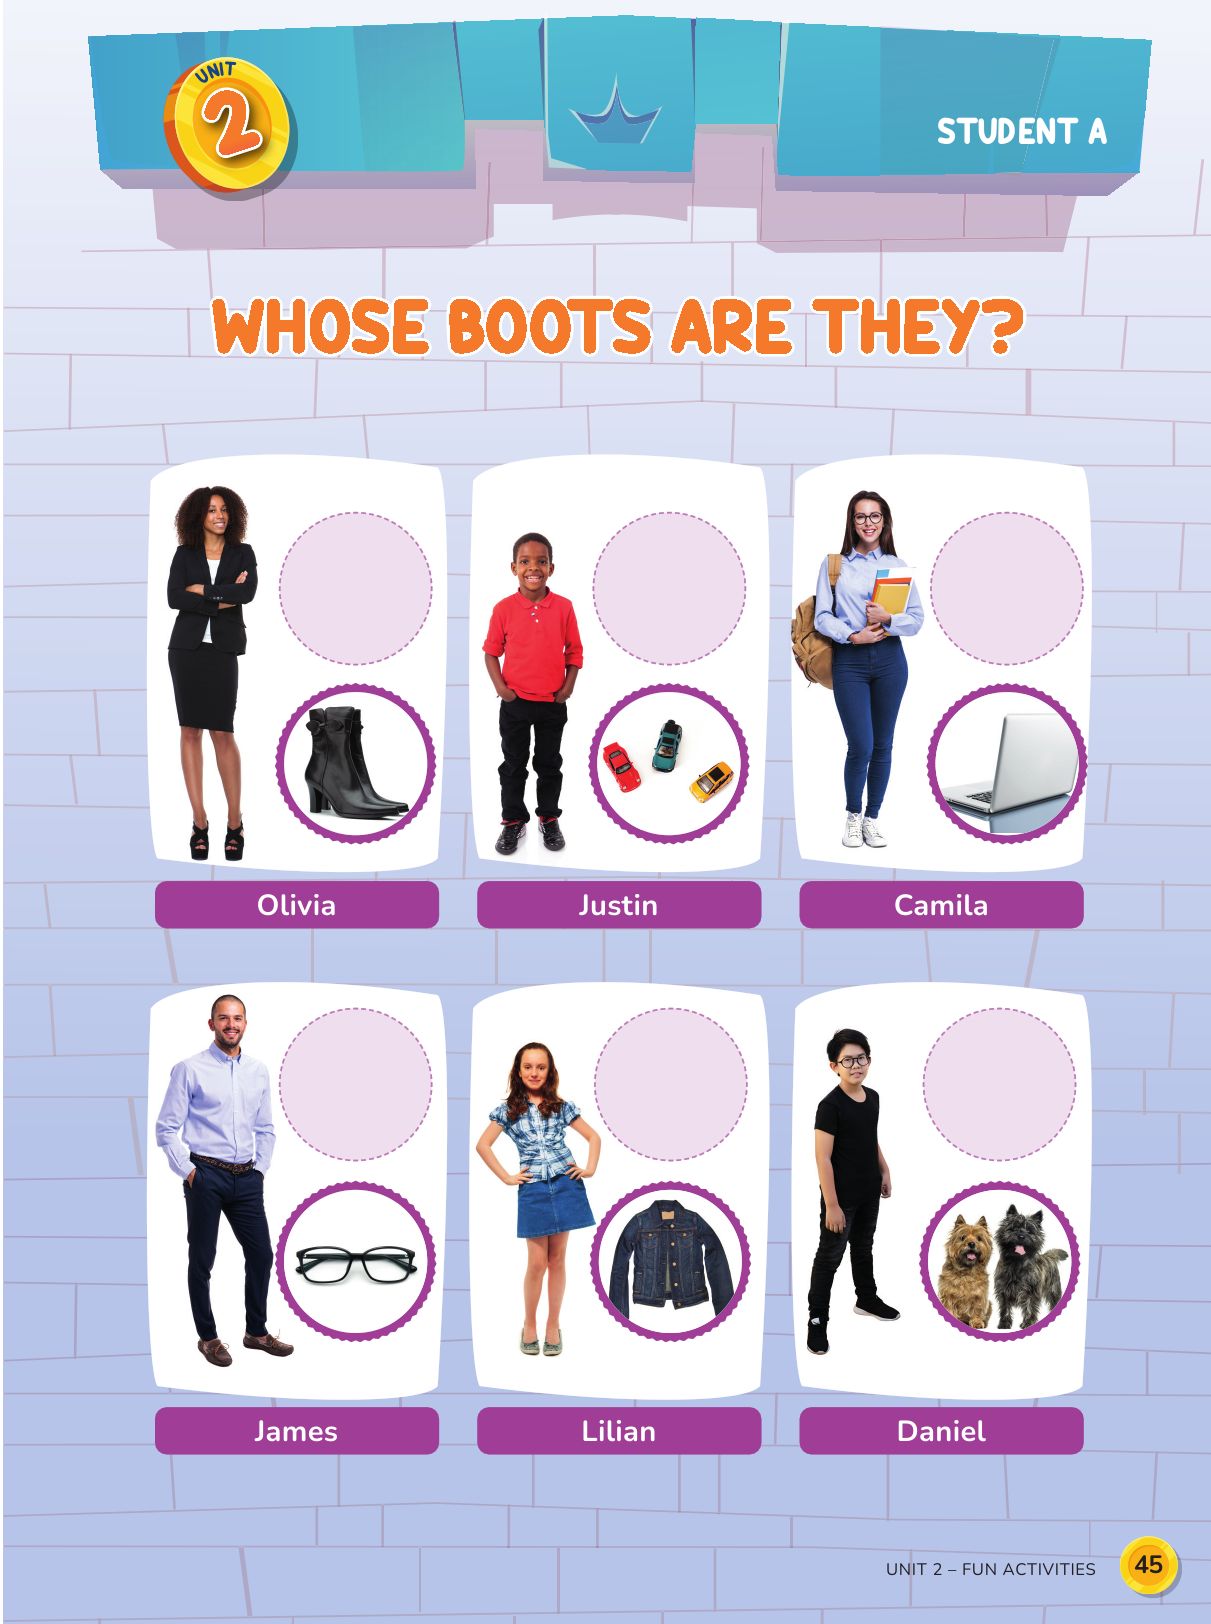 UNIT
2
STUDENT A
WHOSE BOOTS ARE THEY?
Olivia
Justin
Camila
James
Lilian
Daniel
UNIT 2 – FUN ACTIVITIES
45